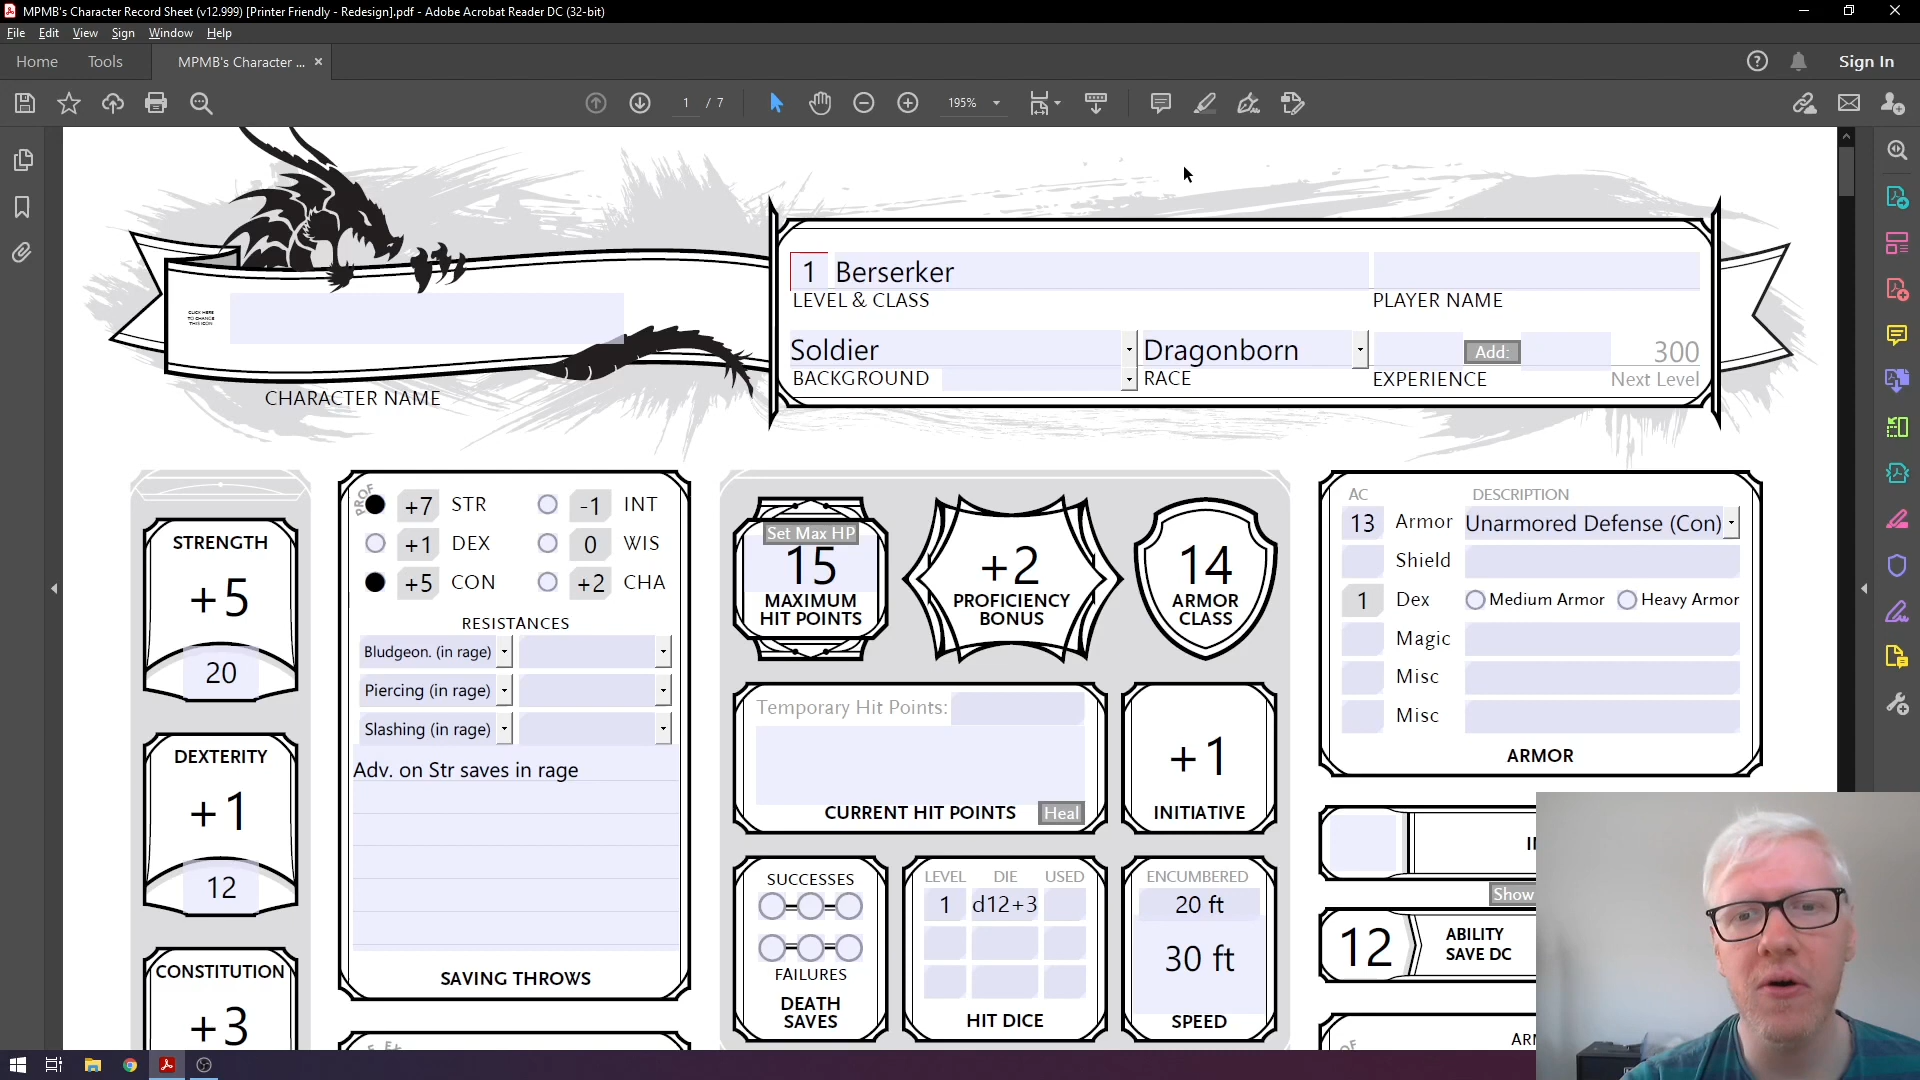 MPMB's Character Record Sheet (v12.999) [Printer Friendly - Redesign].pdf - Adobe Acrobat Reader DC (32-bit)
File Edit View Sign Window Help
Home Tools MPMB's Character ... × Sign In
1 / 7 195%
1 Berserker
LEVEL & CLASS PLAYER NAME
CLICK HERE
TO CHANGE
THIS ICON
Soldier Dragonborn Add: 300
BACKGROUND RACE EXPERIENCE Next Level
CHARACTER NAME
STRENGTH
+5
20
DEXTERITY
+1
12
CONSTITUTION
+3
PROF
+7 STR -1 INT
+1 DEX 0 WIS
+5 CON +2 CHA
RESISTANCES
Bludgeon. (in rage)
Piercing (in rage)
Slashing (in rage)
Adv. on Str saves in rage
SAVING THROWS
Set Max HP
15
MAXIMUM
HIT POINTS
+2
PROFICIENCY
BONUS
14
ARMOR
CLASS
Temporary Hit Points:
CURRENT HIT POINTS Heal
+1
INITIATIVE
SUCCESSES
FAILURES
DEATH
SAVES
LEVEL DIE USED
1 d12+3
HIT DICE
ENCUMBERED
20 ft
30 ft
SPEED
AC DESCRIPTION
13 Armor Unarmored Defense (Con)
Shield
1 Dex Medium Armor Heavy Armor
Magic
Misc
Misc
ARMOR
Show
12 ABILITY
SAVE DC